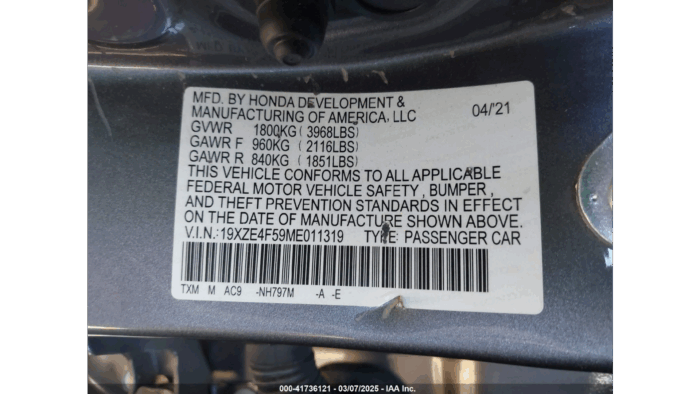 MFD. BY HONDA DEVELOPMENT &
MANUFACTURING OF AMERICA, LLC 04/'21
GVWR 1800KG ( 3968LBS)
GAWR F 960KG ( 2116LBS)
GAWR R 840KG ( 1851LBS)
THIS VEHICLE CONFORMS TO ALL APPLICABLE
FEDERAL MOTOR VEHICLE SAFETY , BUMPER ,
AND THEFT PREVENTION STANDARDS IN EFFECT
ON THE DATE OF MANUFACTURE SHOWN ABOVE.
V.I.N.:19XZE4F59ME011319 TYPE: PASSENGER CAR
TXM M AC9 -NH797M -A -E
000-41736121 - 03/07/2025 - IAA Inc.